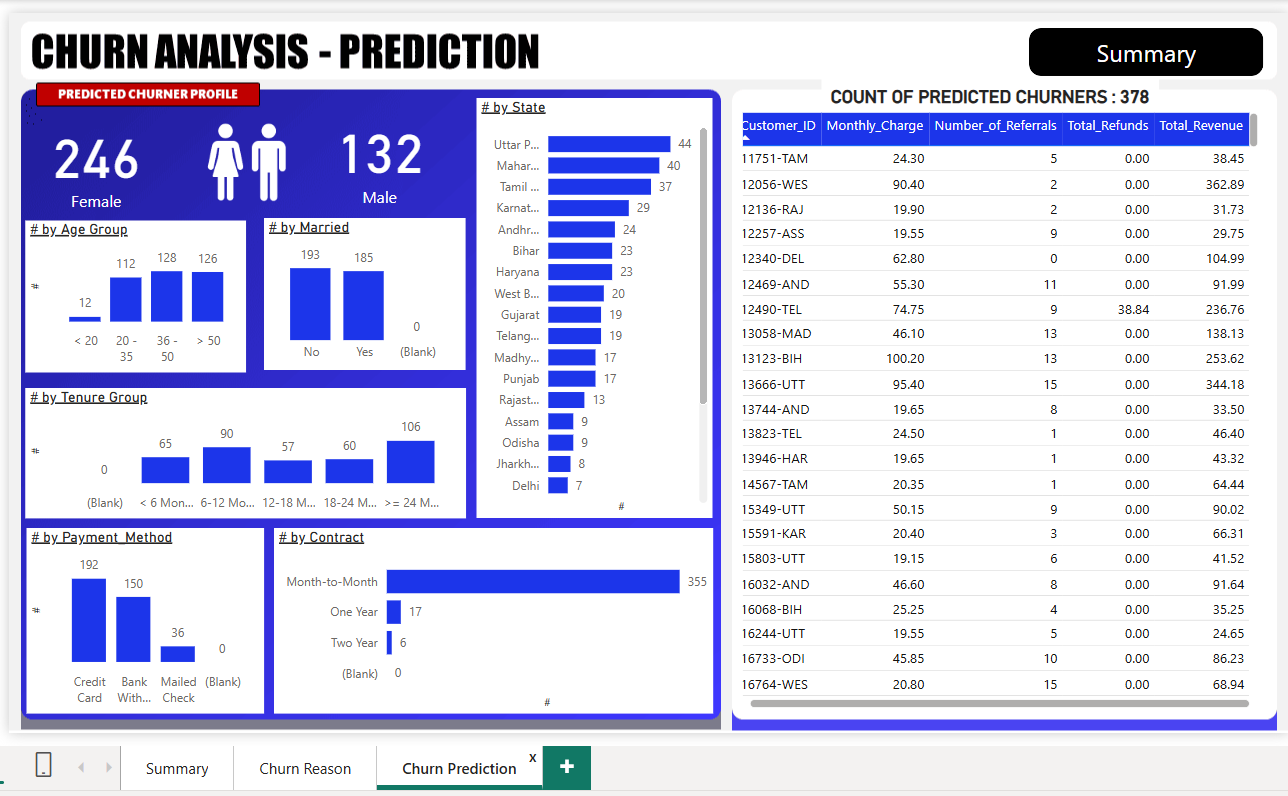 CHURN ANALYSIS - PREDICTION
Summary
PREDICTED CHURNER PROFILE
246
Female
132
Male
# by Age Group
#
12
112
128
126
< 20
20 -
35
36 -
50
> 50
# by Married
193
185
0
No
Yes
(Blank)
# by Tenure Group
#
0
65
90
57
60
106
(Blank)
< 6 Mon...
6-12 Mo...
12-18 M...
18-24 M...
>= 24 M...
# by Payment_Method
#
192
150
36
0
Credit
Card
Bank
With...
Mailed
Check
(Blank)
# by State
Uttar P... 44
Mahar... 40
Tamil ... 37
Karnat... 29
Andhr... 24
Bihar 23
Haryana 23
West B... 20
Gujarat 19
Telang... 19
Madhy... 17
Punjab 17
Rajast... 13
Assam 9
Odisha 9
Jharkh... 8
Delhi 7
#
# by Contract
Month-to-Month 355
One Year 17
Two Year 6
(Blank) 0
#
COUNT OF PREDICTED CHURNERS : 378
Customer_ID Monthly_Charge Number_of_Referrals Total_Refunds Total_Revenue
11751-TAM 24.30 5 0.00 38.45
12056-WES 90.40 2 0.00 362.89
12136-RAJ 19.90 2 0.00 31.73
12257-ASS 19.55 9 0.00 29.75
12340-DEL 62.80 0 0.00 104.99
12469-AND 55.30 11 0.00 91.99
12490-TEL 74.75 9 38.84 236.76
13058-MAD 46.10 13 0.00 138.13
13123-BIH 100.20 13 0.00 253.62
13666-UTT 95.40 15 0.00 344.18
13744-AND 19.65 8 0.00 33.50
13823-TEL 24.50 1 0.00 46.40
13946-HAR 19.65 1 0.00 43.32
14567-TAM 20.35 1 0.00 64.44
15349-UTT 50.15 9 0.00 90.02
15591-KAR 20.40 3 0.00 66.31
15803-UTT 19.15 6 0.00 41.52
16032-AND 46.60 8 0.00 91.64
16068-BIH 25.25 4 0.00 35.25
16244-UTT 19.55 5 0.00 24.65
16733-ODI 45.85 10 0.00 86.23
16764-WES 20.80 15 0.00 68.94
Summary
Churn Reason
Churn Prediction
x
+